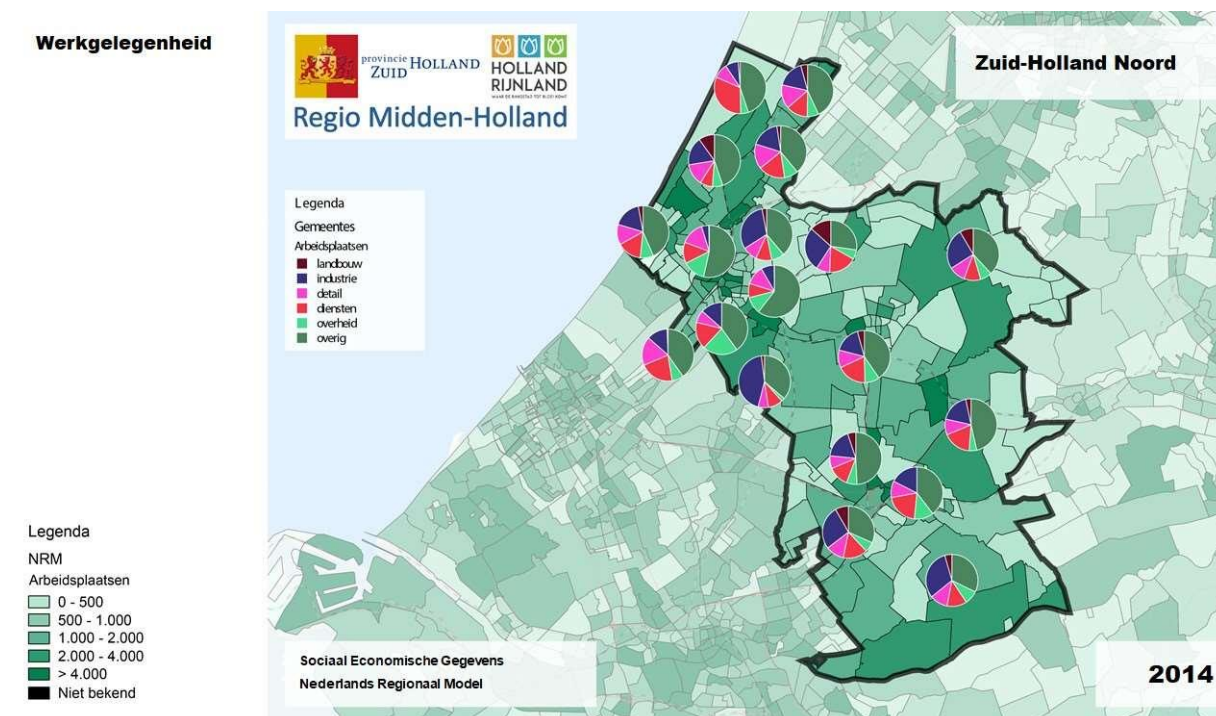 Werkgelegenheid
provincie HOLLAND
ZUID
HOLLAND
RIJNLAND
Regio Midden-Holland
Zuid-Holland Noord
Legenda
Gemeentes
Arbeidsplaatsen
landbouw
industrie
detail
diensten
overheid
overig
Legenda
NRM
Arbeidsplaatsen
0 - 500
500 - 1.000
1.000 - 2.000
2.000 - 4.000
> 4.000
Niet bekend
Sociaal Economische Gegevens
Nederlands Regionaal Model
2014